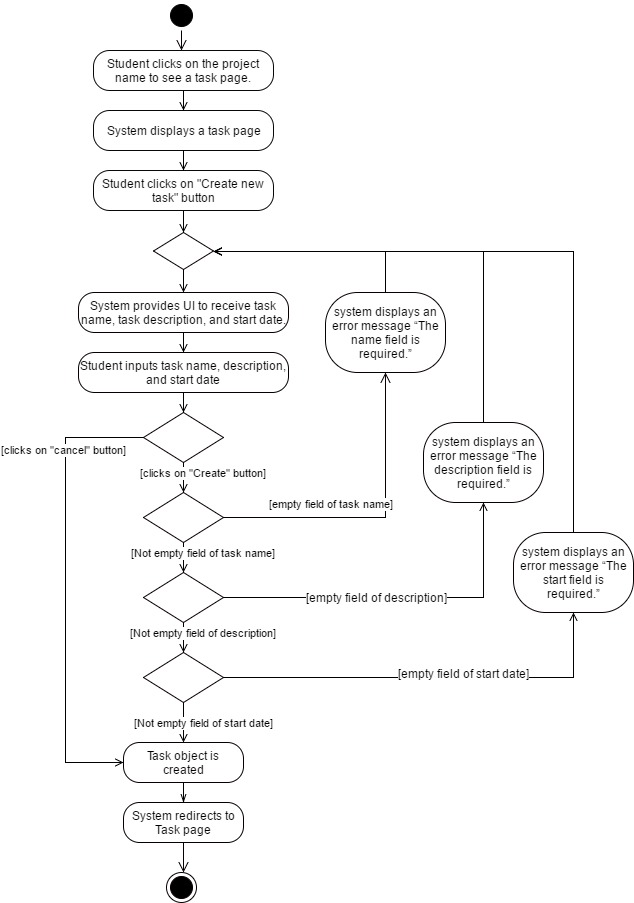 Student clicks on the project
name to see a task page.
System displays a task page
Student clicks on "Create new
task" button
System provides UI to receive task
name, task description, and start date.
system displays an
error message “The
name field is
required.”
Student inputs task name, description,
and start date
[clicks on "cancel" button]
system displays an
error message “The
description field is
required.”
[clicks on "Create" button]
[empty field of task name]
[Not empty field of task name]
system displays an
error message “The
start field is
required.”
[empty field of description]
[Not empty field of description]
[empty field of start date]
[Not empty field of start date]
Task object is
created
System redirects to
Task page